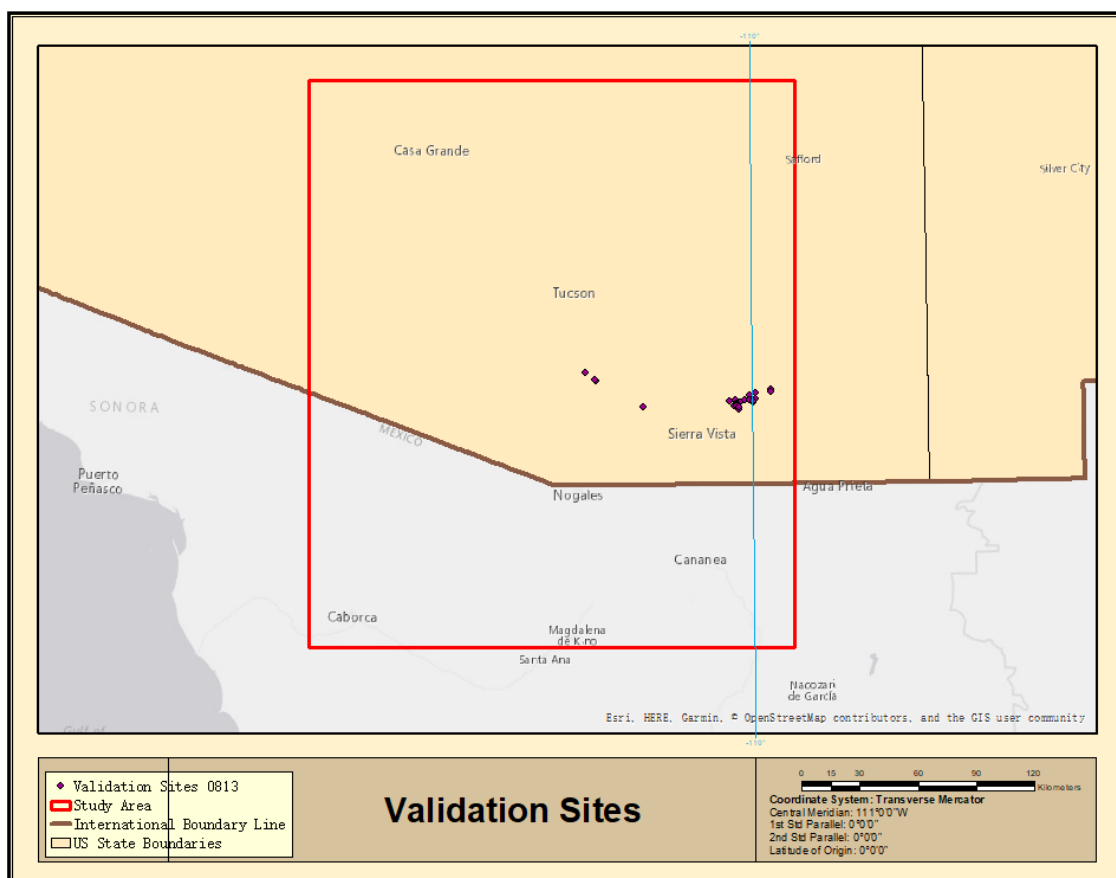 -110°
Casa Grande
Safford
Silver City
Tucson
SONORA
MEXICO
Sierra Vista
Puerto
Peñasco
Nogales
Agua Prieta
Cananea
Caborca
Magdalena
de Kino
Santa Ana
Nacozari
de García
Gulf of
Esri, HERE, Garmin, © OpenStreetMap contributors, and the GIS user community
-110°
Validation Sites 0813
Study Area
International Boundary Line
US State Boundaries
Validation Sites
0 15 30 60 90 120
Kilometers
Coordinate System: Transverse Mercator
Central Meridian: 111°0'0"W
1st Std Parallel: 0°0'0"
2nd Std Parallel: 0°0'0"
Latitude of Origin: 0°0'0"